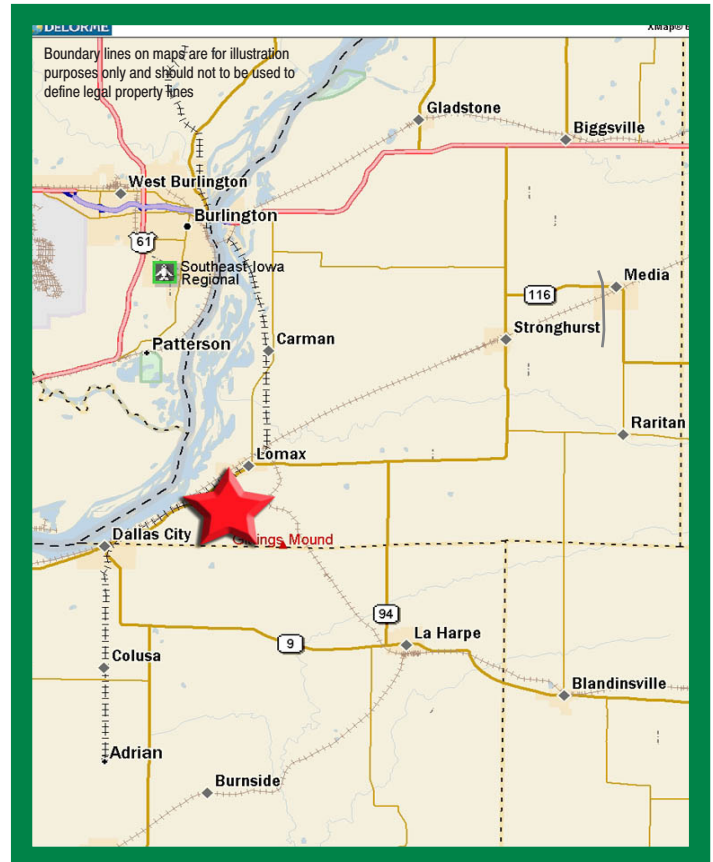 DELORME
Boundary lines on maps are for illustration
purposes only and should not to be used to
define legal property lines
Gladstone
Biggsville
West Burlington
Burlington
61
Southeast Iowa
Regional
Media
116
Stronghurst
Carman
Patterson
Raritan
Lomax
Dallas City
Mound
94
La Harpe
9
Colusa
Blandinsville
Adrian
Burnside